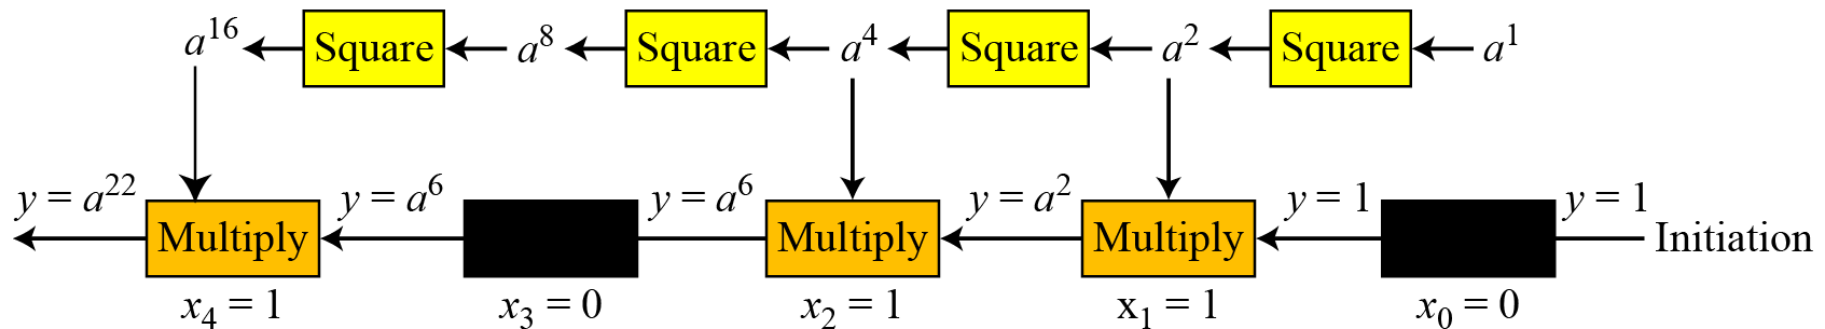 a¹⁶ Square a⁸ Square a⁴ Square a² Square a¹
y = a²² y = a⁶ y = a⁶ y = a² y = 1 y = 1
Multiply Multiply Multiply Initiation
x₄ = 1 x₃ = 0 x₂ = 1 x₁ = 1 x₀ = 0